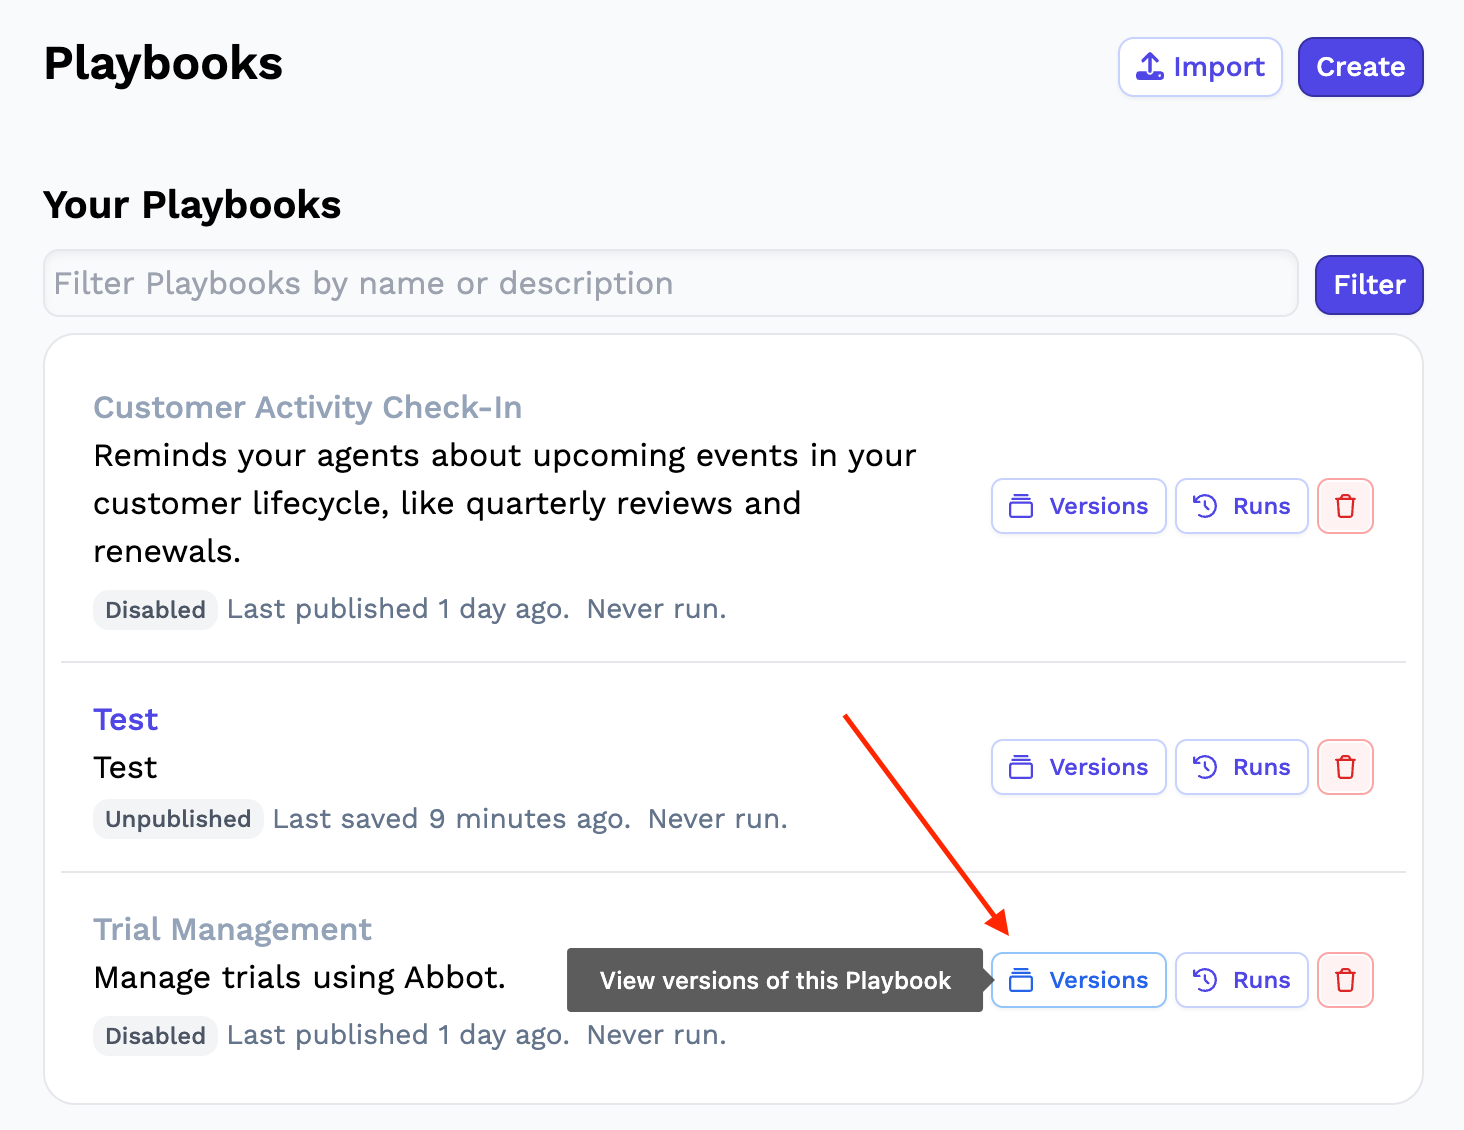 Playbooks
Import
Create
Your Playbooks
Filter Playbooks by name or description
Filter
Customer Activity Check-In
Reminds your agents about upcoming events in your
customer lifecycle, like quarterly reviews and
renewals.
Versions
Runs
Disabled Last published 1 day ago. Never run.
Test
Test
Versions
Runs
Unpublished Last saved 9 minutes ago. Never run.
Trial Management
Manage trials using Abbot.
View versions of this Playbook
Versions
Runs
Disabled Last published 1 day ago. Never run.